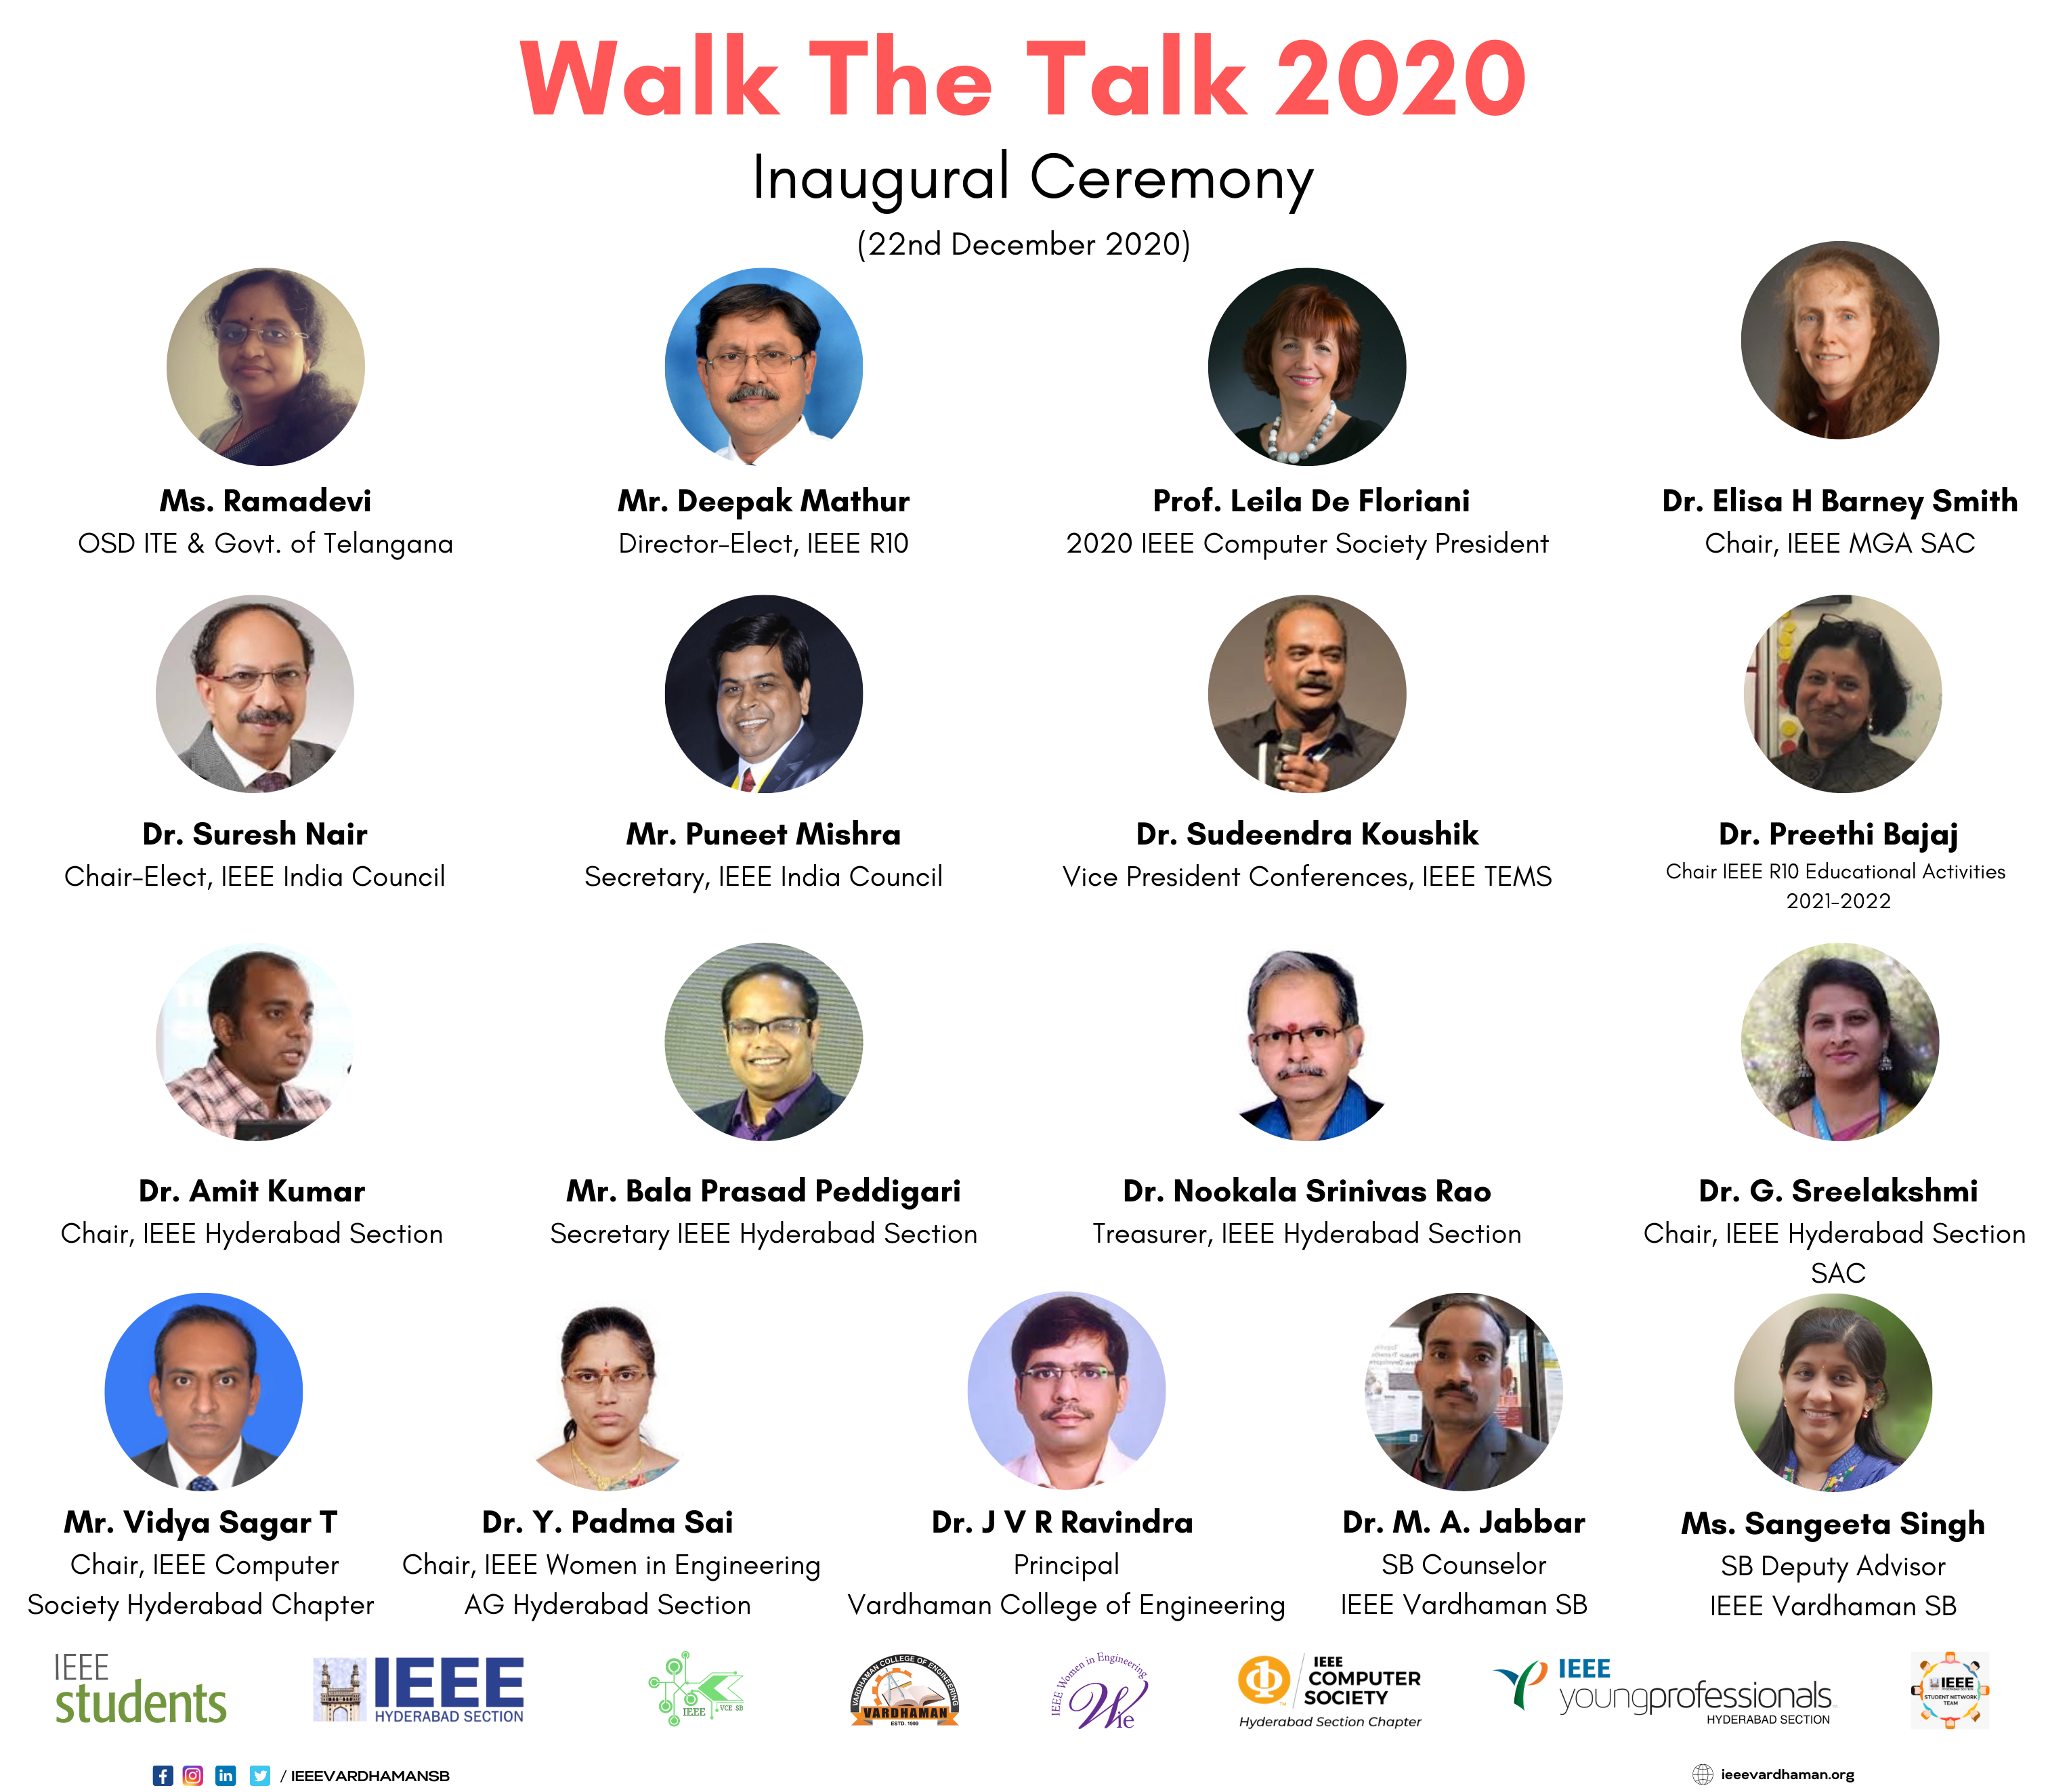 Walk The Talk 2020
Inaugural Ceremony
(22nd December 2020)
Ms. Ramadevi
OSD ITE & Govt. of Telangana
Mr. Deepak Mathur
Director-Elect, IEEE R10
Prof. Leila De Floriani
2020 IEEE Computer Society President
Dr. Elisa H Barney Smith
Chair, IEEE MGA SAC
Dr. Suresh Nair
Chair-Elect, IEEE India Council
Mr. Puneet Mishra
Secretary, IEEE India Council
Dr. Sudeendra Koushik
Vice President Conferences, IEEE TEMS
Dr. Preethi Bajaj
Chair IEEE R10 Educational Activities
2021-2022
Dr. Amit Kumar
Chair, IEEE Hyderabad Section
Mr. Bala Prasad Peddigari
Secretary IEEE Hyderabad Section
Dr. Nookala Srinivas Rao
Treasurer, IEEE Hyderabad Section
Dr. G. Sreelakshmi
Chair, IEEE Hyderabad Section
SAC
Mr. Vidya Sagar T
Chair, IEEE Computer
Society Hyderabad Chapter
Dr. Y. Padma Sai
Chair, IEEE Women in Engineering
AG Hyderabad Section
Dr. J V R Ravindra
Principal
Vardhaman College of Engineering
Dr. M. A. Jabbar
SB Counselor
IEEE Vardhaman SB
Ms. Sangeeta Singh
SB Deputy Advisor
IEEE Vardhaman SB
IEEE
students
IEEE
HYDERABAD SECTION
IEEE
VCE SB
VARDHAMAN COLLEGE OF ENGINEERING
VARDHAMAN
ESTD. 1999
IEEE Women in Engineering
Wie
IEEE
COMPUTER
SOCIETY
Hyderabad Section Chapter
IEEE
youngprofessionals
HYDERABAD SECTION
IEEE
STUDENT NETWORK
TEAM
/ IEEEVARDHAMANSB
ieeevardhaman.org